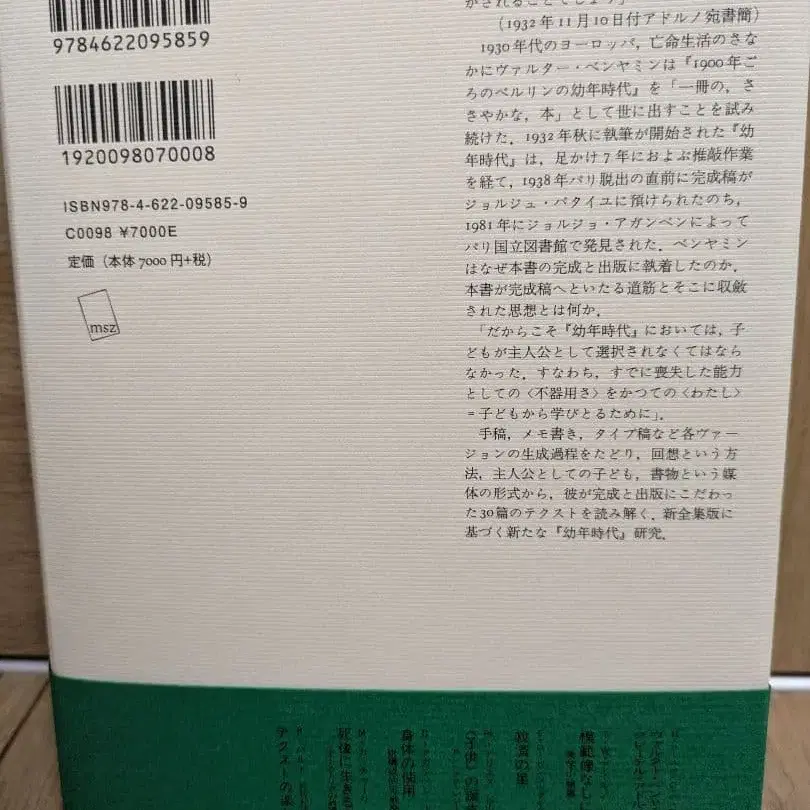 9784622095859
1920098070008
ISBN978-4-622-09585-9
C0098 ¥7000E
定価（本体7000円+税）
msz
（1932年11月10日付アドルノ宛書簡）
1930年代のヨーロッパ，亡命生活のさな
かにヴァルター・ベンヤミンは『1900年ご
ろのベルリンの幼年時代』を「一冊の，さ
さやかな，本」として世に出すことを試み
続けた．1932年秋に執筆が開始された『幼
年時代』は，足かけ7年におよぶ推敲作業
を経て，1938年パリ脱出の直前に完成稿が
ジョルジュ・バタイユに預けられたのち，
1981年にジョルジョ・アガンベンによって
パリ国立図書館で発見された．ベンヤミン
はなぜ本書の完成と出版に執着したのか．
本書が完成稿へといたる道筋とそこに収斂
された思想とは何か．
「だからこそ『幼年時代』においては，子
どもが主人公として選択されなくてはなら
なかった．すなわち，すでに喪失した能力
としての〈不器用さ〉をかつての〈わたし〉
=子どもから学びとるために」．
手稿，メモ書き，タイプ稿など各ヴァー
ジョンの生成過程をたどり，回想という方
法，主人公としての子ども，書物という媒
体の形式から，彼が完成と出版にこだわっ
た30篇のテクストを読み解く．新全集版に
基づく新たな『幼年時代』研究．
救済の星
身体の使用